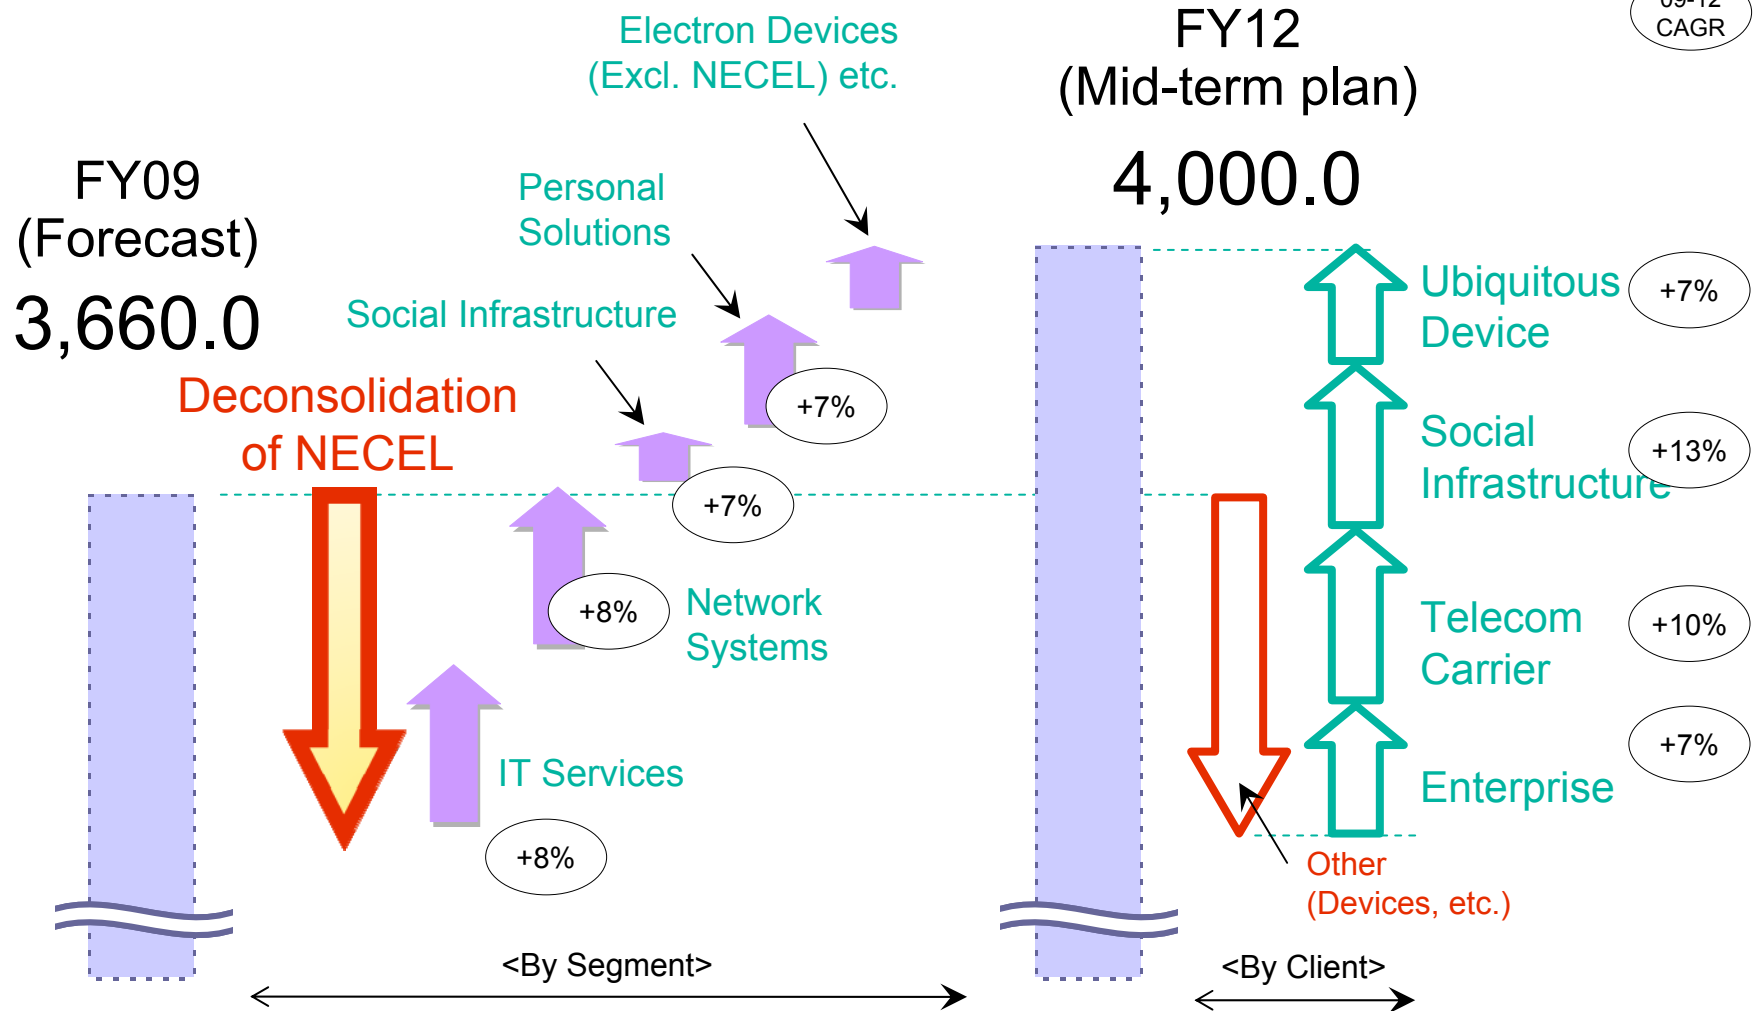 Electron Devices
(Excl. NECEL) etc.
FY12
(Mid-term plan)
4,000.0
09-12
CAGR
FY09
(Forecast)
3,660.0
Personal
Solutions
Social Infrastructure
Deconsolidation
of NECEL
+7%
+7%
+8%
Network
Systems
IT Services
+8%
Ubiquitous
Device
+7%
Social
Infrastructure
+13%
Telecom
Carrier
+10%
+7%
Enterprise
Other
(Devices, etc.)
<By Segment>
<By Client>